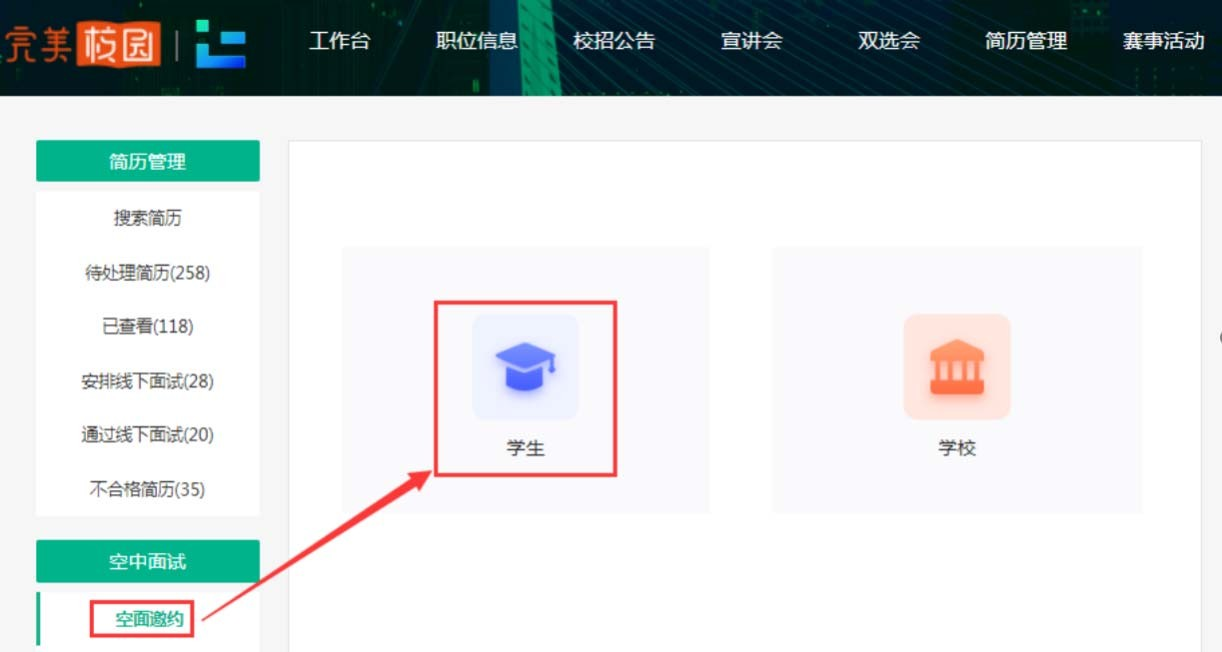 完美校园
工作台 职位信息 校招公告 宣讲会 双选会 简历管理 赛事活动
简历管理
搜索简历
待处理简历(258)
已查看(118)
安排线下面试(28)
通过线下面试(20)
不合格简历(35)
空中面试
空面邀约
学生
学校